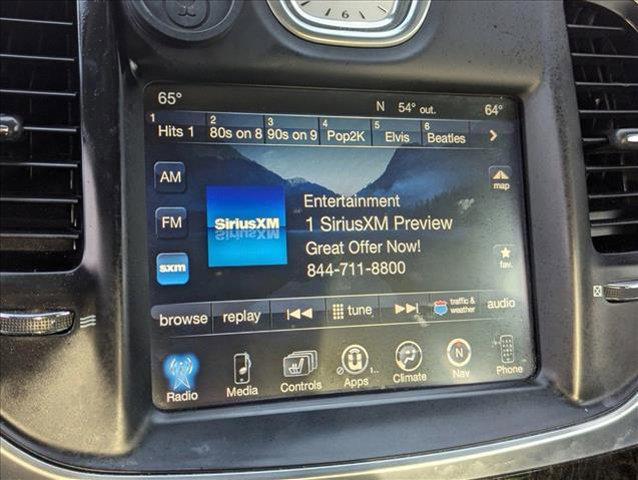 6
65° N 54° out. 64°
1 2 3 4 5 6
Hits 1 80s on 8 90s on 9 Pop2K Elvis Beatles
AM
map
SiriusXM
Entertainment
1 SiriusXM Preview
FM
Great Offer Now!
fav.
sxm
844-711-8800
browse replay tune traffic & weather audio
Radio Media Controls Apps 1... Climate Nav Phone